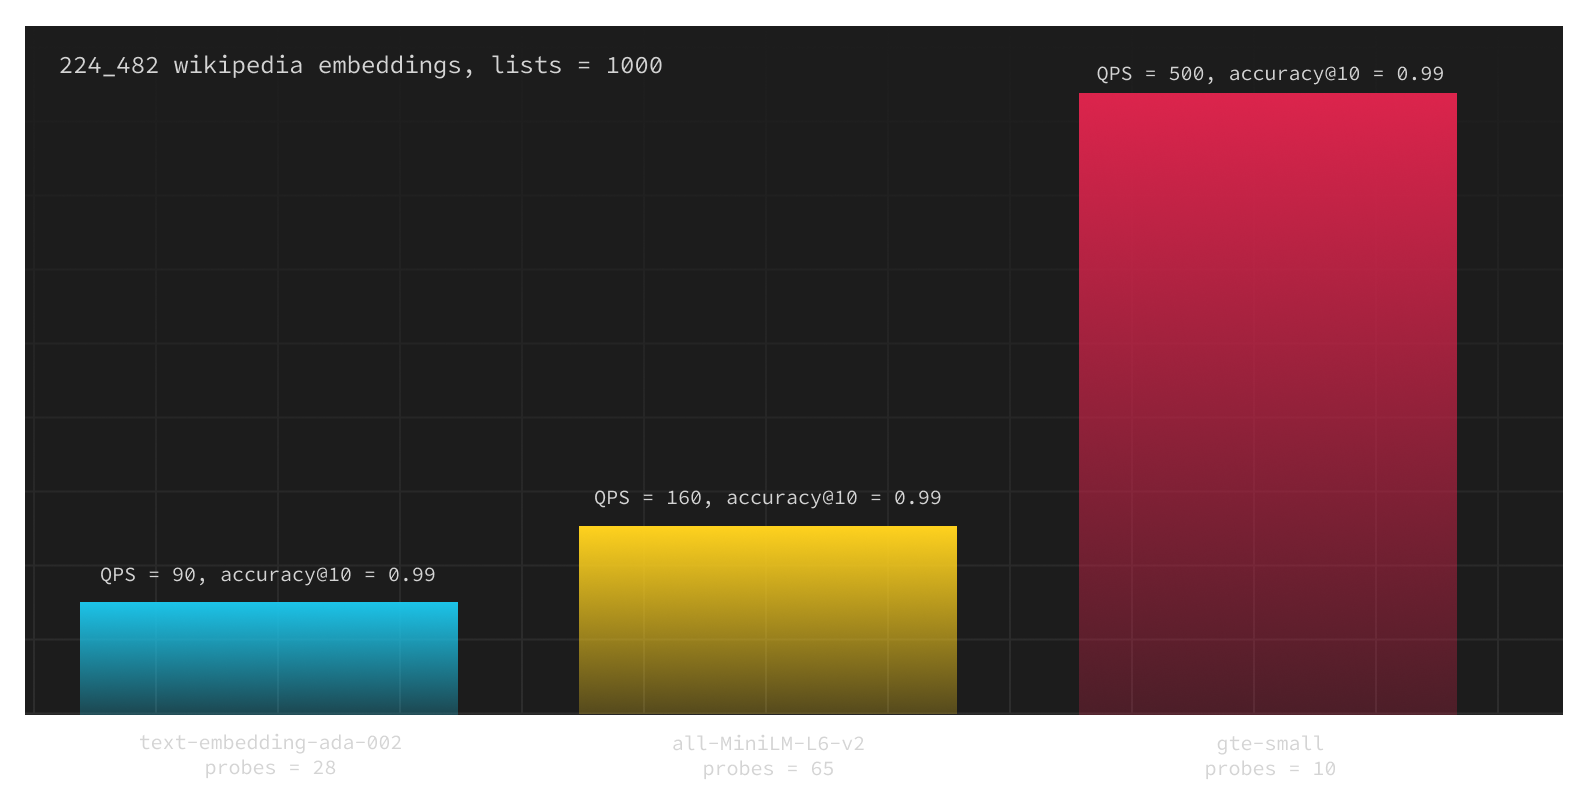 224_482 wikipedia embeddings, lists = 1000
QPS = 500, accuracy@10 = 0.99
QPS = 160, accuracy@10 = 0.99
QPS = 90, accuracy@10 = 0.99
text-embedding-ada-002
probes = 28
all-MiniLM-L6-v2
probes = 65
gte-small
probes = 10